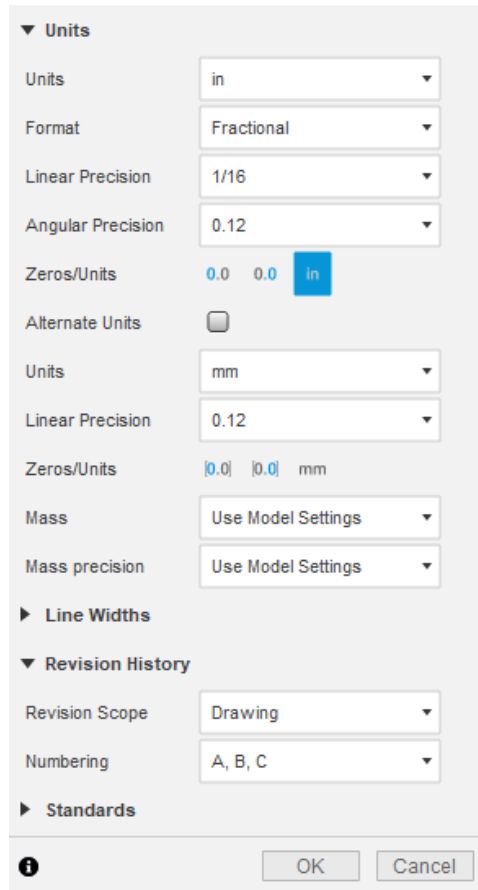 Units
Units in
Format Fractional
Linear Precision 1/16
Angular Precision 0.12
Zeros/Units 0.0 0.0 in
Alternate Units
Units mm
Linear Precision 0.12
Zeros/Units |0.0| |0.0| mm
Mass Use Model Settings
Mass precision Use Model Settings
Line Widths
Revision History
Revision Scope Drawing
Numbering A, B, C
Standards
OK Cancel